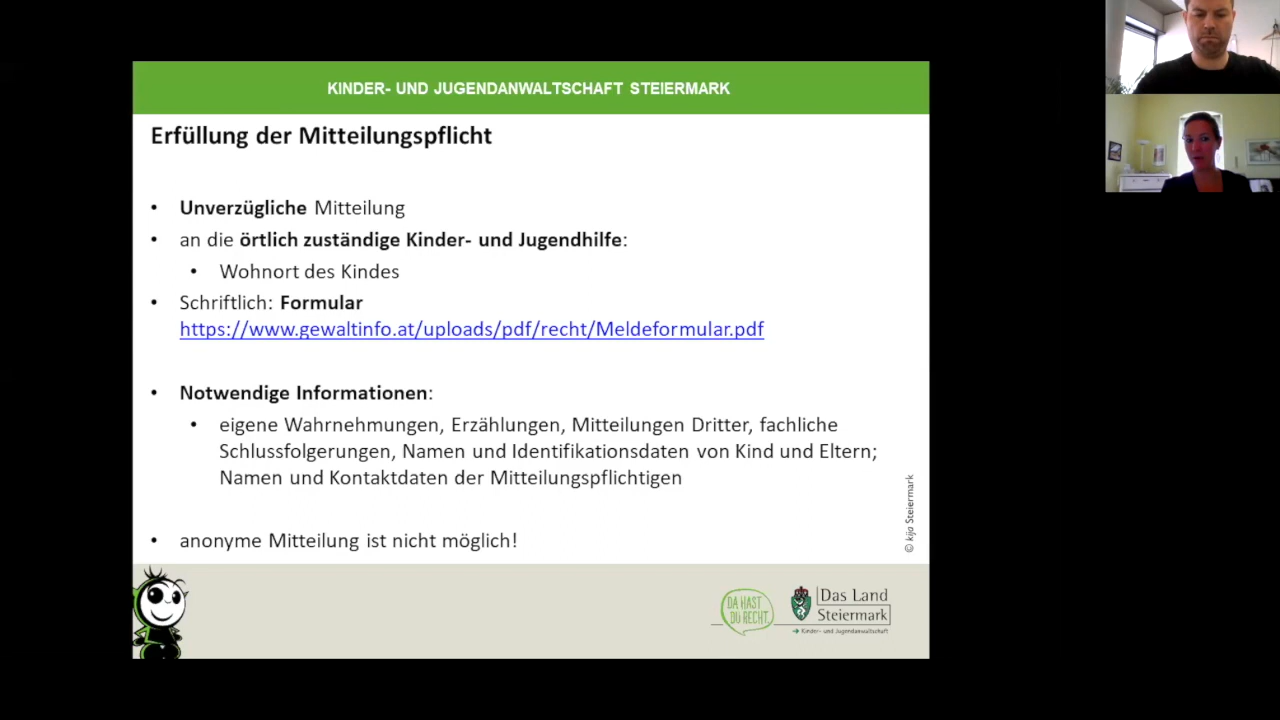 KINDER- UND JUGENDANWALTSCHAFT STEIERMARK
Erfüllung der Mitteilungspflicht
• Unverzügliche Mitteilung
• an die örtlich zuständige Kinder- und Jugendhilfe:
• Wohnort des Kindes
• Schriftlich: Formular
https://www.gewaltinfo.at/uploads/pdf/recht/Meldeformular.pdf
• Notwendige Informationen:
• eigene Wahrnehmungen, Erzählungen, Mitteilungen Dritter, fachliche
Schlussfolgerungen, Namen und Identifikationsdaten von Kind und Eltern;
Namen und Kontaktdaten der Mitteilungspflichtigen
• anonyme Mitteilung ist nicht möglich!
© kija Steiermark
DA HAST
DU RECHT
Das Land
Steiermark
➔ Kinder- und Jugendanwaltschaft